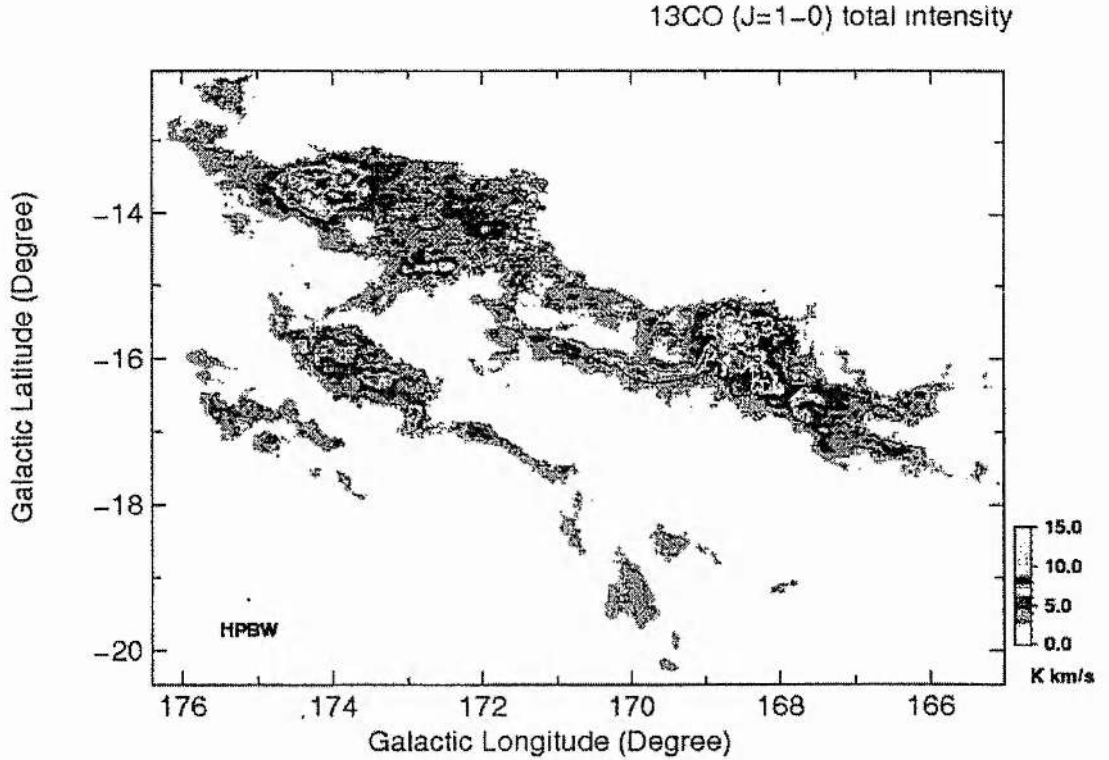 13CO (J=1-0) total intensity
Galactic Latitude (Degree)
-14
-16
-18
-20
HPBW
15.0
10.0
5.0
0.0
K km/s
176
174
172
170
168
166
Galactic Longitude (Degree)